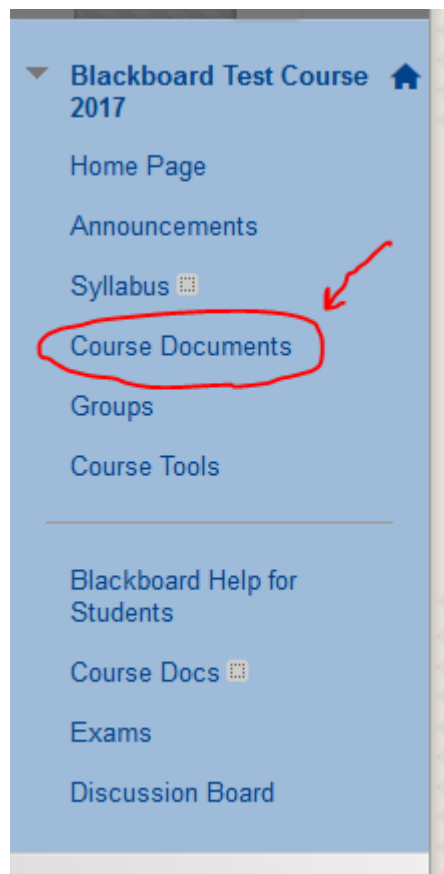 Blackboard Test Course
2017
Home Page
Announcements
Syllabus
Course Documents
Groups
Course Tools
Blackboard Help for
Students
Course Docs
Exams
Discussion Board